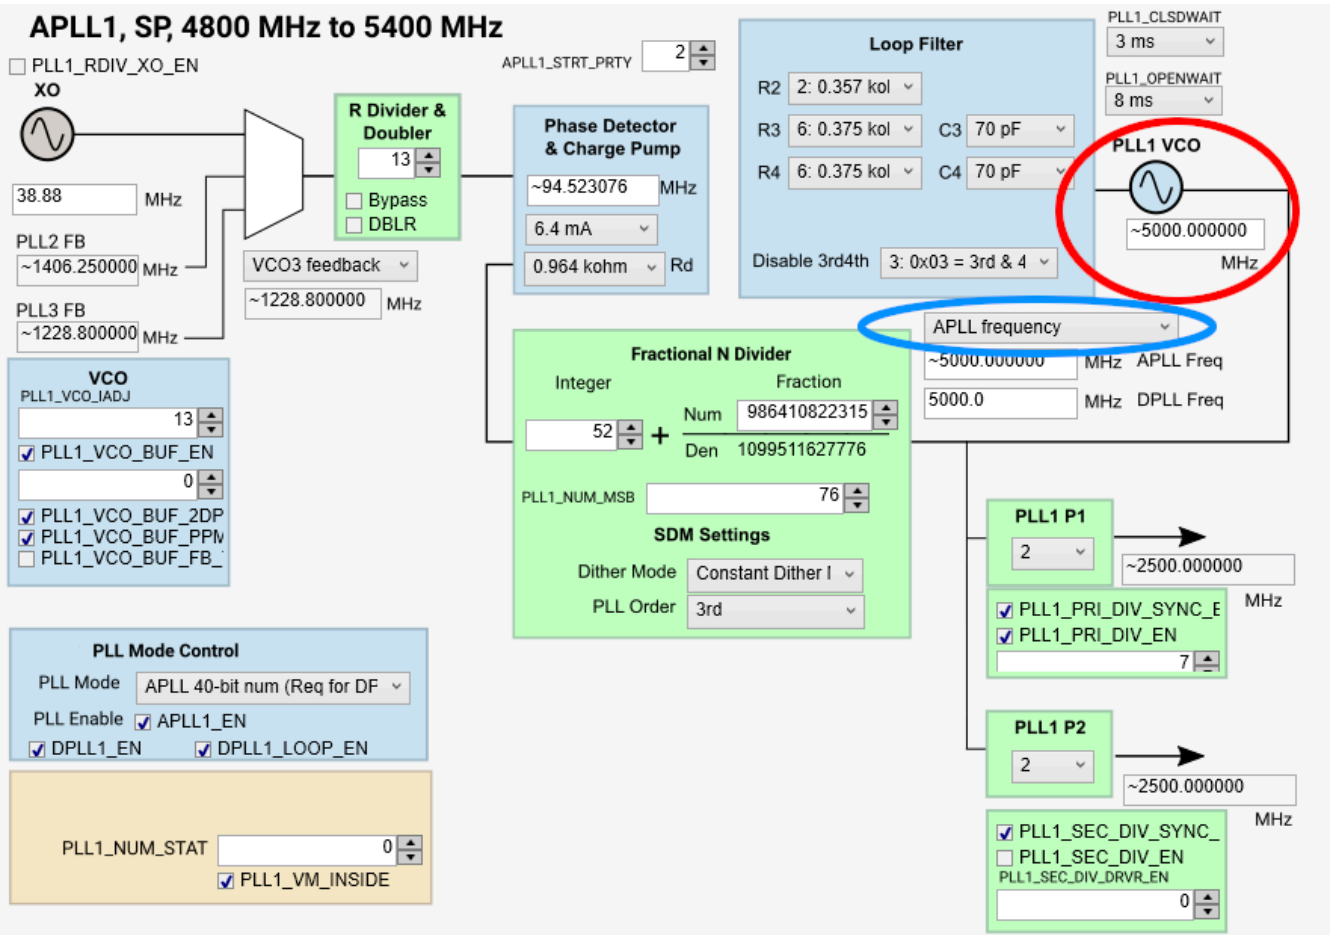 APLL1, SP, 4800 MHz to 5400 MHz
PLL1_RDIV_XO_EN
APLL1_STRT_PRTY
2
PLL1_CLSDWAIT
3 ms
PLL1_OPENWAIT
8 ms
XO
38.88 MHz
PLL2 FB
~1406.250000 MHz
PLL3 FB
~1228.800000 MHz
VCO3 feedback
~1228.800000 MHz
R Divider &
Doubler
13
Bypass
DBLR
Phase Detector
& Charge Pump
~94.523076 MHz
6.4 mA
0.964 kohm Rd
Loop Filter
R2 2: 0.357 kol
R3 6: 0.375 kol C3 70 pF
R4 6: 0.375 kol C4 70 pF
Disable 3rd4th 3: 0x03 = 3rd & 4
PLL1 VCO
~5000.000000
MHz
APLL frequency
~5000.000000 MHz APLL Freq
5000.0 MHz DPLL Freq
VCO
PLL1_VCO_IADJ
13
PLL1_VCO_BUF_EN
0
PLL1_VCO_BUF_2DP
PLL1_VCO_BUF_PPM
PLL1_VCO_BUF_FB_
Fractional N Divider
Integer Fraction
52 + Num 986410822315
Den 1099511627776
PLL1_NUM_MSB 76
SDM Settings
Dither Mode Constant Dither
PLL Order 3rd
PLL1 P1
2
~2500.000000
MHz
PLL1_PRI_DIV_SYNC_E
PLL1_PRI_DIV_EN
7
PLL Mode Control
PLL Mode APLL 40-bit num (Req for DF
PLL Enable APLL1_EN
DPLL1_EN DPLL1_LOOP_EN
PLL1_NUM_STAT 0
PLL1_VM_INSIDE
PLL1 P2
2
~2500.000000
MHz
PLL1_SEC_DIV_SYNC_
PLL1_SEC_DIV_EN
PLL1_SEC_DIV_DRVR_EN
0